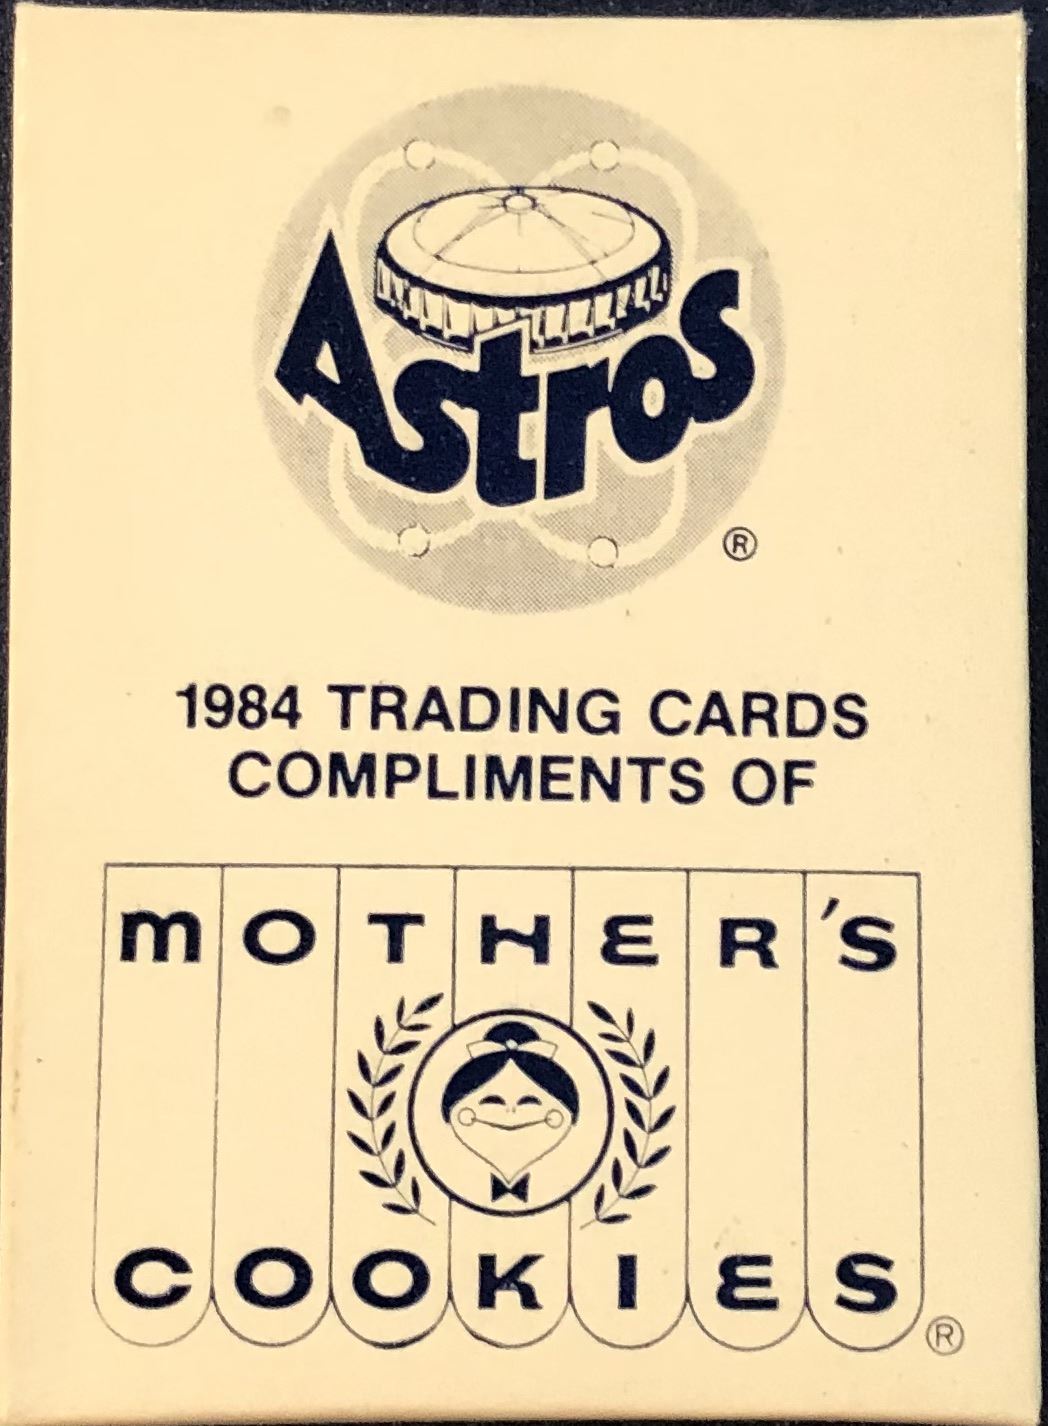 Astros
®
1984 TRADING CARDS
COMPLIMENTS OF
MOTHER'S
COOKIES
®